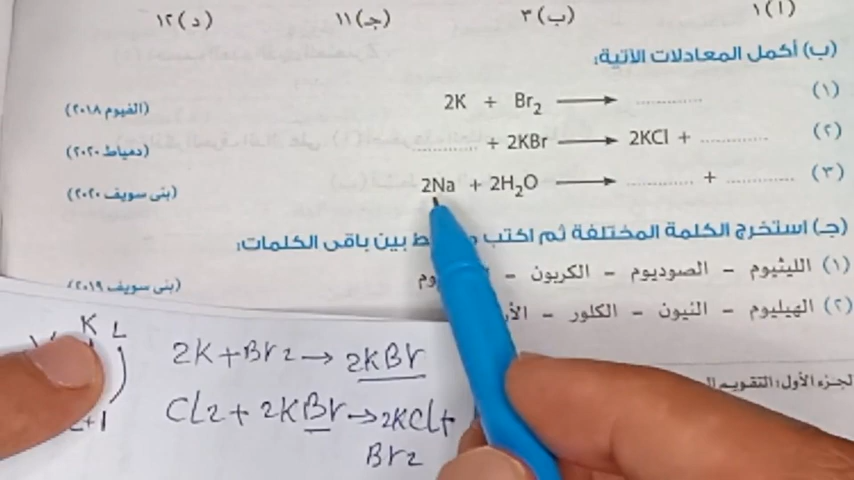 أ) ١) ب) ٣ جـ) ١١ د) ١٢
(ب) أكمل المعادلات الآتية:
(١) 2K + Br₂ ⟶ ............ (الفيوم ٢٠١٨)
(٢) ............ + 2KBr ⟶ 2KCl + ............ (دمياط ٢٠٢٠)
(٣) 2Na + 2H₂O ⟶ ............ + ............ (بنى سويف ٢٠٢٠)
(جـ) استخرج الكلمة المختلفة ثم اكتب بين باقى الكلمات:
(١) الليثيوم – الصوديوم – الكربون – (بنى سويف ٢٠١٩)
(٢) الهيليوم – النيون – الكلور –
لجزء الأول: التقويم
K L
2K + Br₂ → 2KBr
Cl₂ + 2KBr → 2KCl +
Br₂